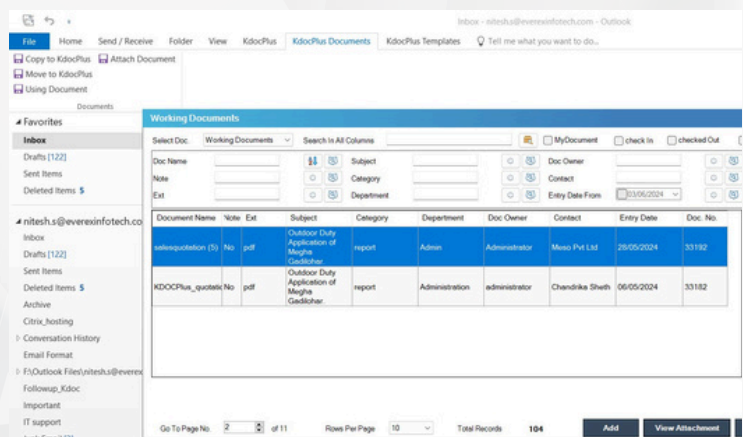 Inbox - nitesh.s@everexinfotech.com - Outlook
File Home Send / Receive Folder View KdocPlus KdocPlus Documents KdocPlus Templates Tell me what you want to do...
Copy to KdocPlus Attach Document
Move to KdocPlus
Using Document
Documents
Favorites
Inbox
Drafts [122]
Sent Items
Deleted Items 5
nitesh.s@everexinfotech.co
Inbox
Drafts [122]
Sent Items
Deleted Items 5
Archive
Citrix_hosting
Conversation History
Email Format
F:\Outlook Files\nitesh.s@everex
Followup_Kdoc
Important
IT support
Working Documents
Select Doc. Working Documents Search In All Columns MyDocument check In checked Out
Doc Name Subject Doc Owner
Note Category Contact
Ext Department Entry Date From 03/06/2024
Document Name Note Ext Subject Category Department Doc Owner Contact Entry Date Doc. No.
salesquotation (5) No pdf Outdoor Duty Application of Megha Gadilohar. report Admin Administrator Meso Pvt Ltd 28/05/2024 33192
KDOCPlus_quotatic No pdf Outdoor Duty Application of Megha Gadilohar. report Administration administrator Chandrika Sheth 06/05/2024 33182
Go To Page No. 2 of 11 Rows Per Page 10 Total Records 104 Add View Attachment